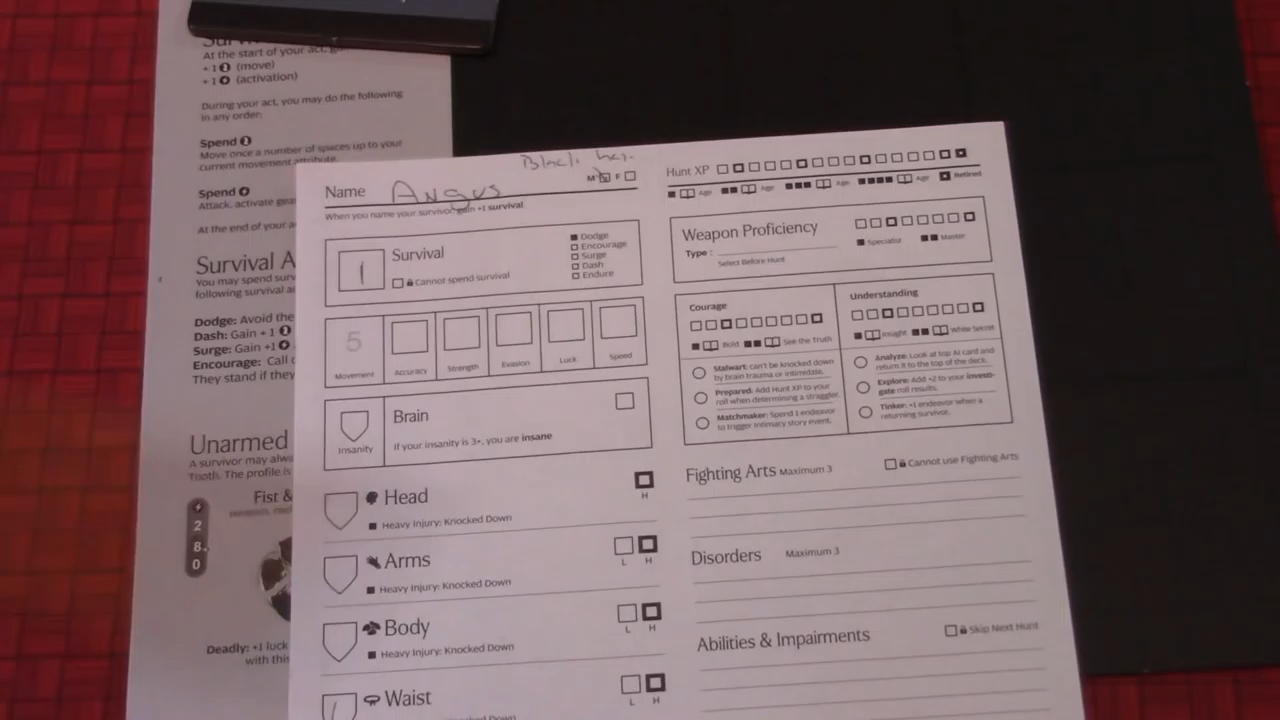 At the start of your act, g
+1 (move)
+1 (activation)
During your act, you may do the following
in any order:
Spend
Move once a number of spaces up to your
current movement attribute.
Spend
Attack, activate gea
At the end of your a
Survival A
You may spend surv
following survival a
Dodge: Avoid the
Dash: Gain + 1
Surge: Gain +1
Encourage: Call
They stand if they
Unarmed
A survivor may alwa
Tooth. The profile is
Fist &
2
8.
0
Deadly: +1 luck
with this
Black
Name Angus
M F
When you name your survivor, gain +1 survival
1
Survival
Cannot spend survival
Dodge
Encourage
Surge
Dash
Endure
5
Movement Accuracy Strength Evasion Luck Speed
Brain
Insanity
If your insanity is 3+, you are insane
Head
H
Heavy Injury: Knocked Down
Arms
L H
Heavy Injury: Knocked Down
Body
L H
Heavy Injury: Knocked Down
Waist
L H
Knocked Down
Hunt XP
Age Age Age Age Retired
Weapon Proficiency
Type :
Select Before Hunt
Specialist Master
Courage
Bold See the Truth
Stalwart: can't be knocked down
by brain trauma or intimidate.
Prepared: Add Hunt XP to your
roll when determining a straggler.
Matchmaker: Spend 1 endeavor
to trigger intimacy story event.
Understanding
Insight White Secret
Analyze: Look at top AI card and
return it to the top of the deck.
Explore: Add +2 to your investi-
gate roll results.
Tinker: +1 endeavor when a
returning survivor.
Fighting Arts Maximum 3
Cannot use Fighting Arts
Disorders Maximum 3
Abilities & Impairments
Skip Next Hunt